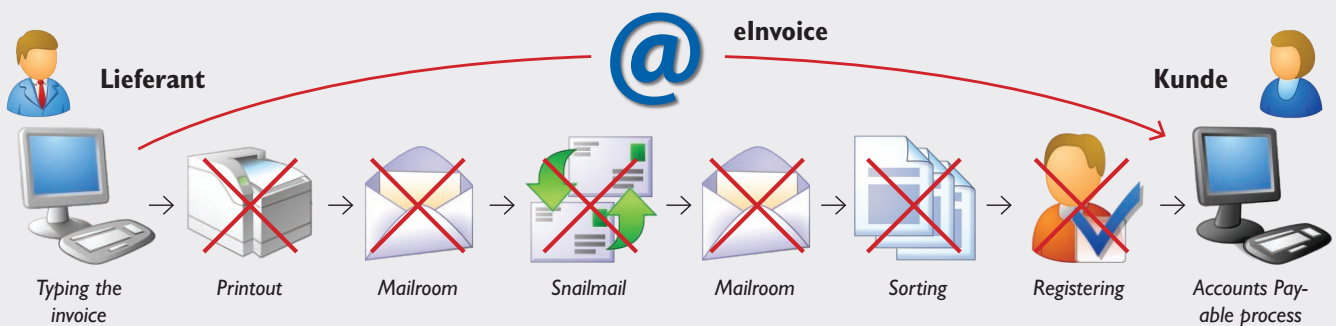 eInvoice
Lieferant
Kunde
@
Typing the
invoice
Printout
Mailroom
Snailmail
Mailroom
Sorting
Registering
Accounts Pay-
able process